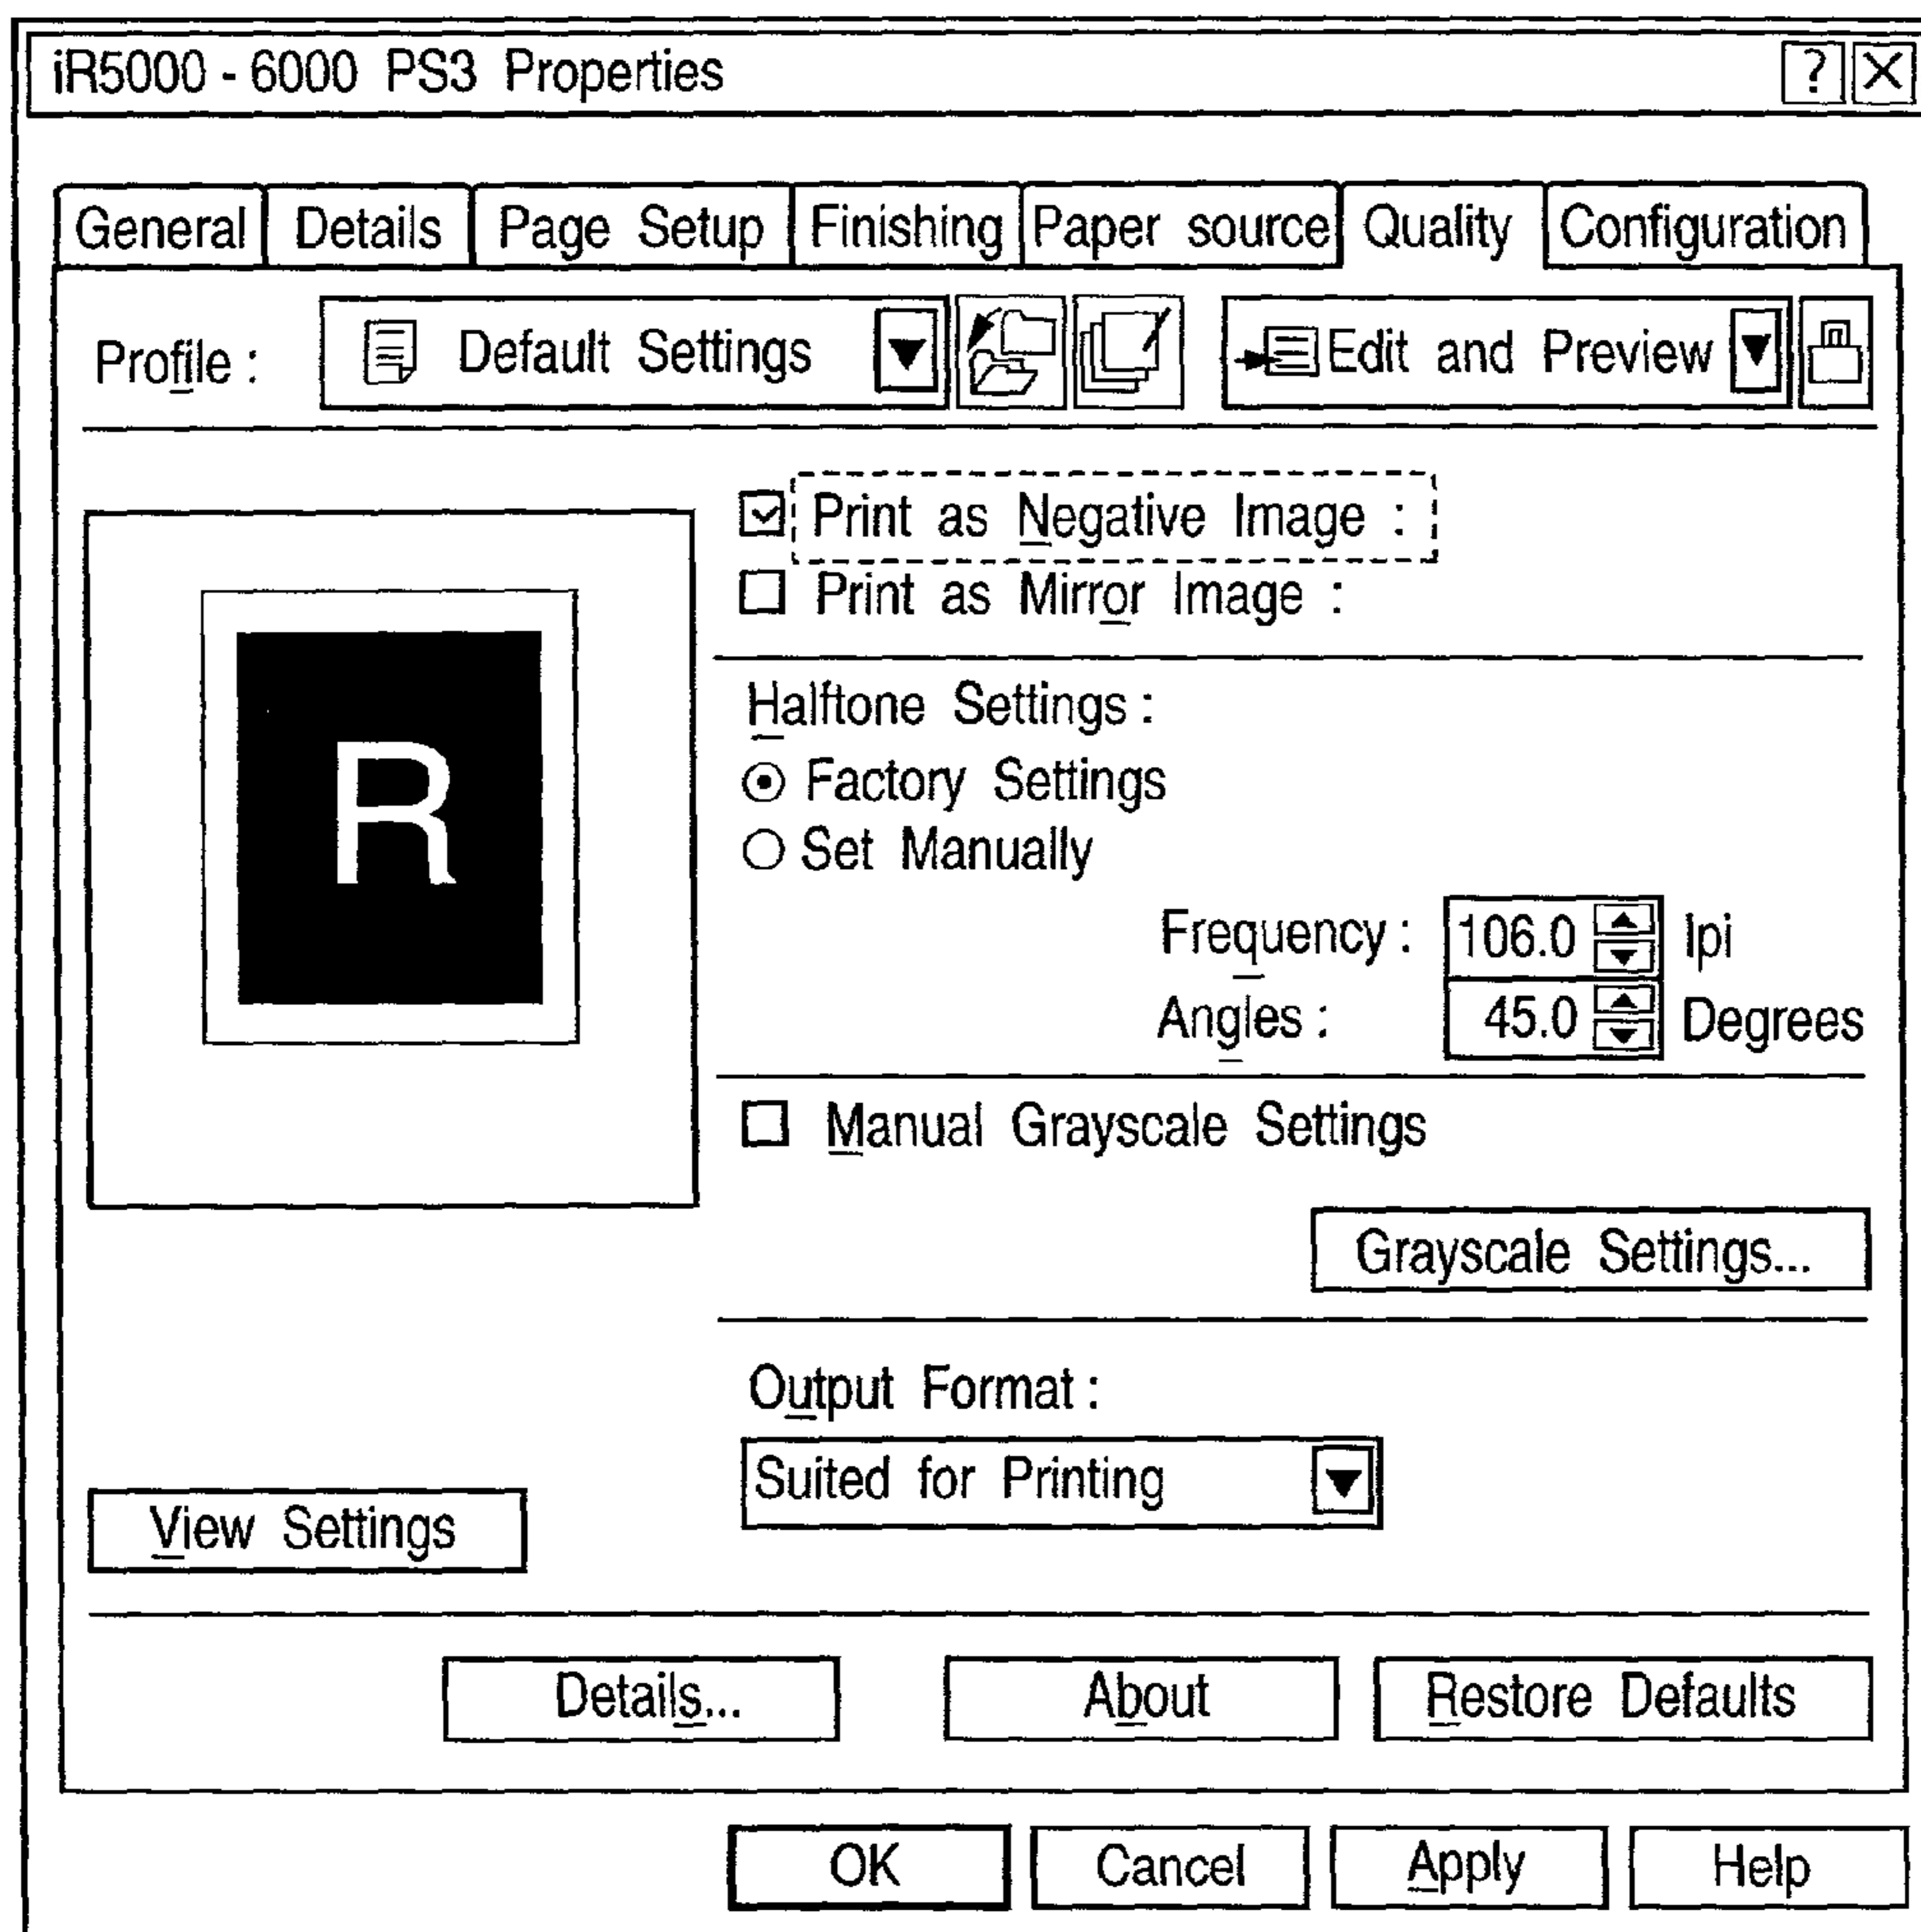 iR5000 - 6000 PS3 Properties ? X
General Details Page Setup Finishing Paper source Quality Configuration
Profile : Default Settings Edit and Preview
Print as Negative Image :
Print as Mirror Image :
R
Halftone Settings :
Factory Settings
Set Manually
Frequency : 106.0 lpi
Angles : 45.0 Degrees
Manual Grayscale Settings
Grayscale Settings...
Output Format :
Suited for Printing
View Settings
Details... About Restore Defaults
OK Cancel Apply Help